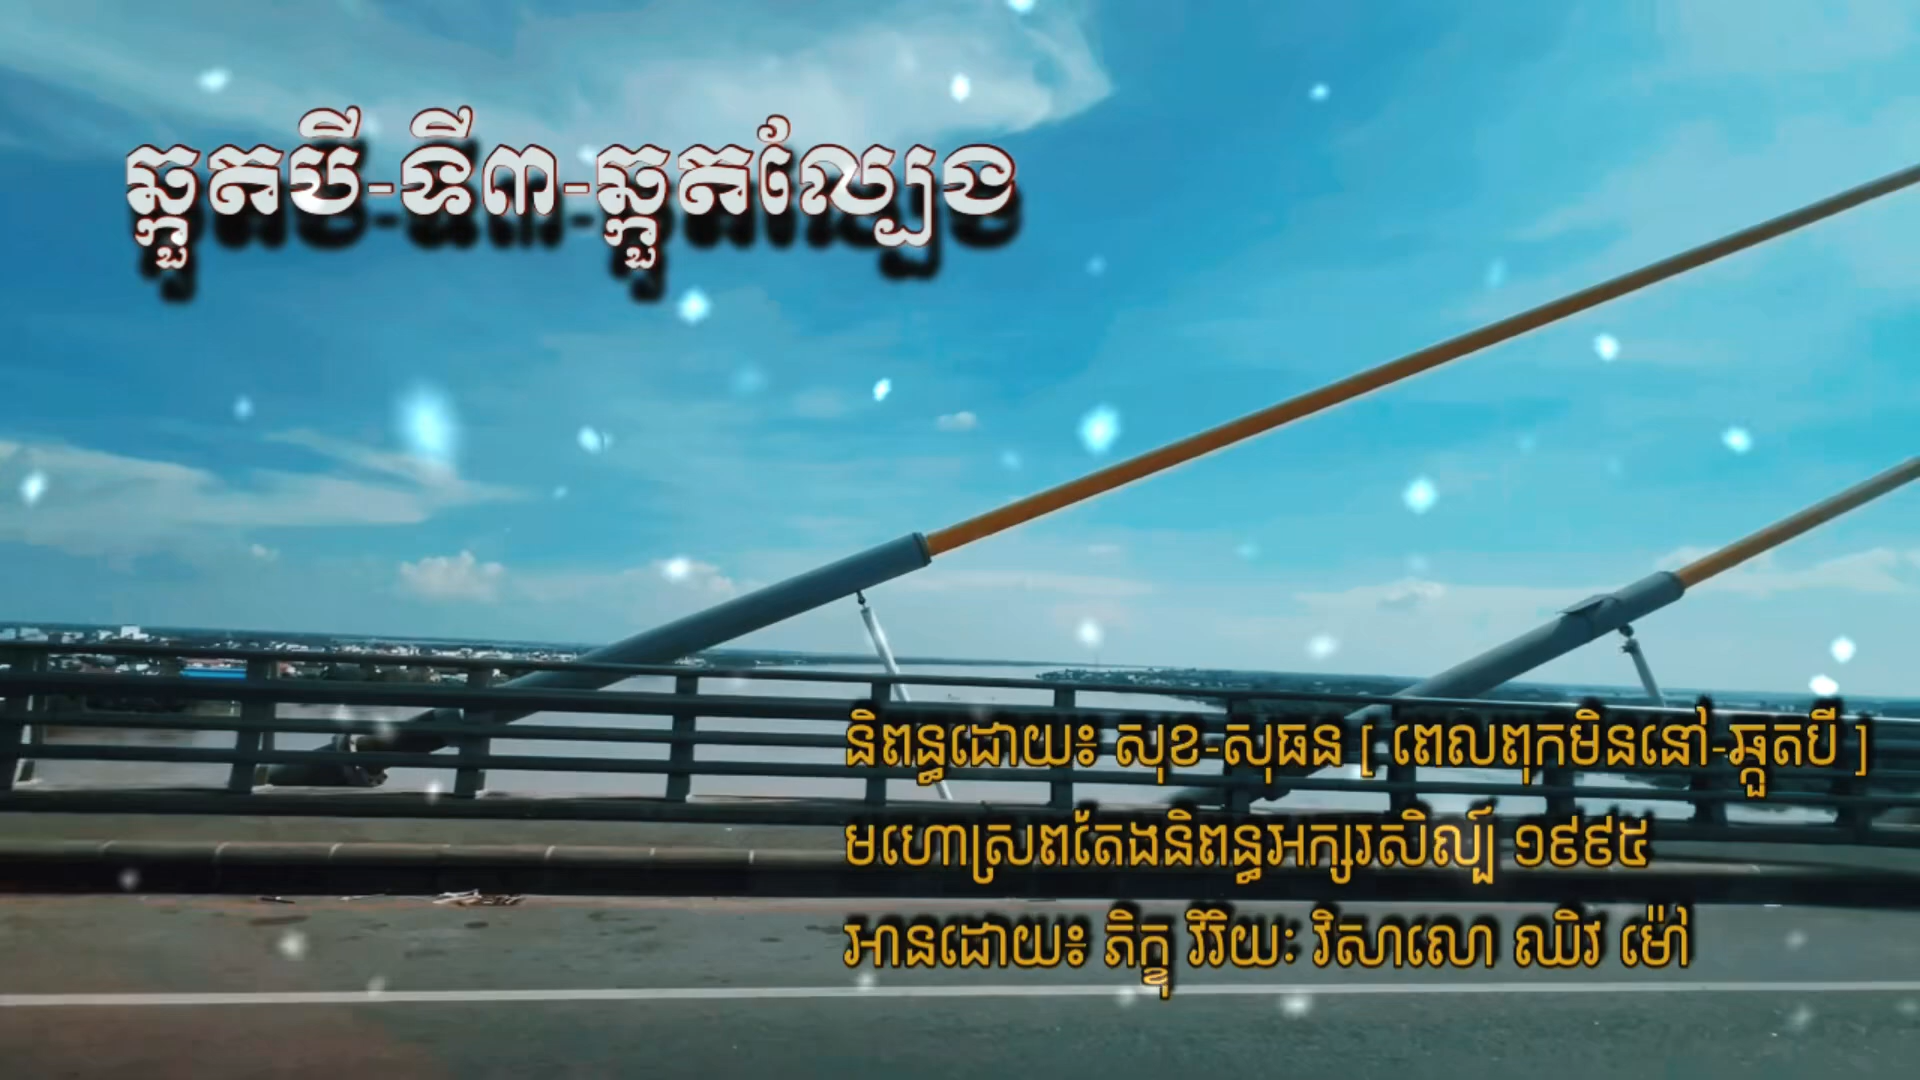 ឆ្កួតបី-ទី៣-ឆ្កួតល្បែង
និពន្ធដោយ៖ សុខ-សុធន [ ពេលពុកមិននៅ-ឆ្កួតបី ]
មហោស្រពតែងនិពន្ធអក្សរសិល្ប៍ ១៩៩៥
អានដោយ៖ ភិក្ខុ វិរិយៈ វិសាលោ ឈិវ ម៉ៅ